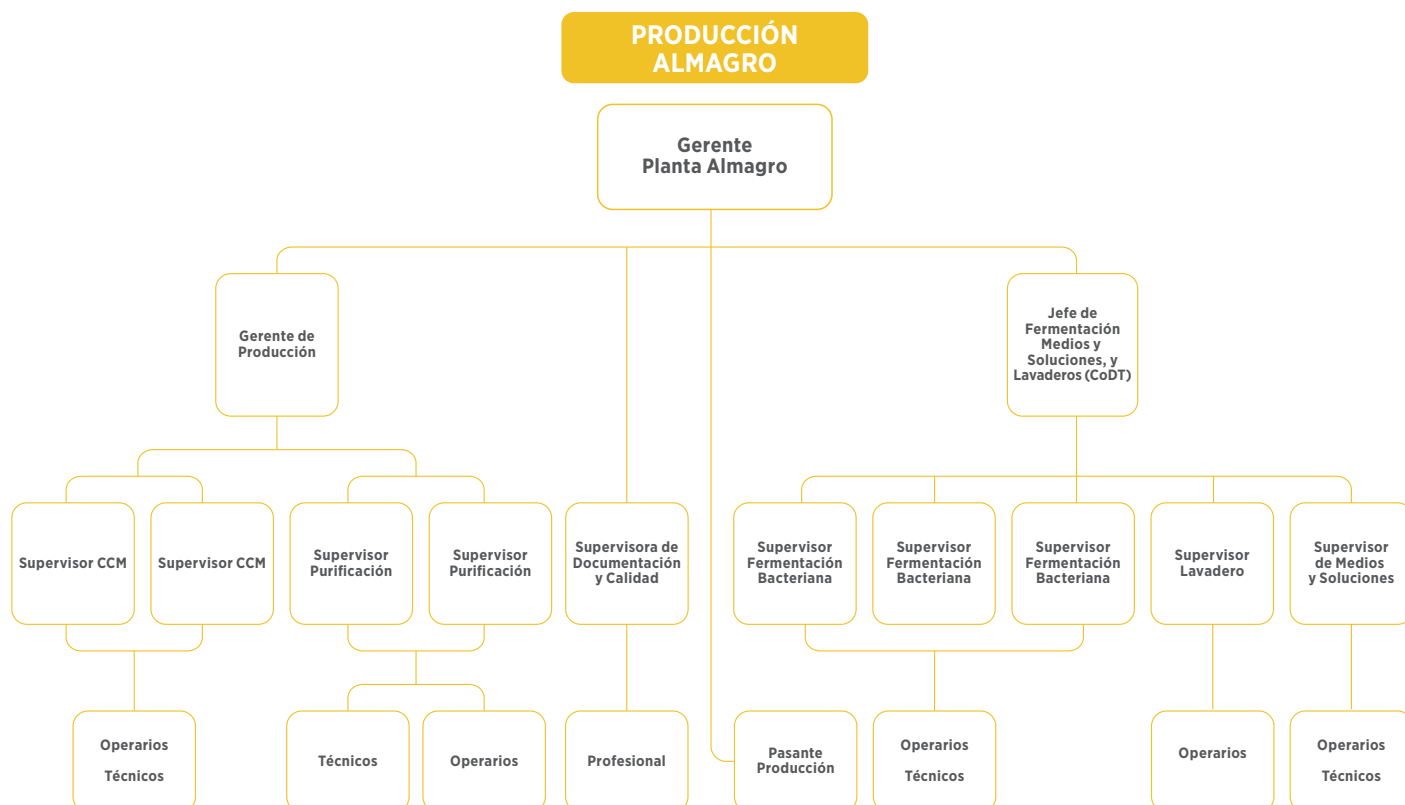 PRODUCCIÓN
ALMAGRO
Gerente
Planta Almagro
Gerente de
Producción
Jefe de
Fermentación
Medios y
Soluciones, y
Lavaderos (CoDT)
Supervisor CCM
Supervisor CCM
Supervisor
Purificación
Supervisor
Purificación
Supervisora de
Documentación
y Calidad
Supervisor
Fermentación
Bacteriana
Supervisor
Fermentación
Bacteriana
Supervisor
Fermentación
Bacteriana
Supervisor
Lavadero
Supervisor
de Medios
y Soluciones
Operarios
Técnicos
Técnicos
Operarios
Profesional
Pasante
Producción
Operarios
Técnicos
Operarios
Operarios
Técnicos